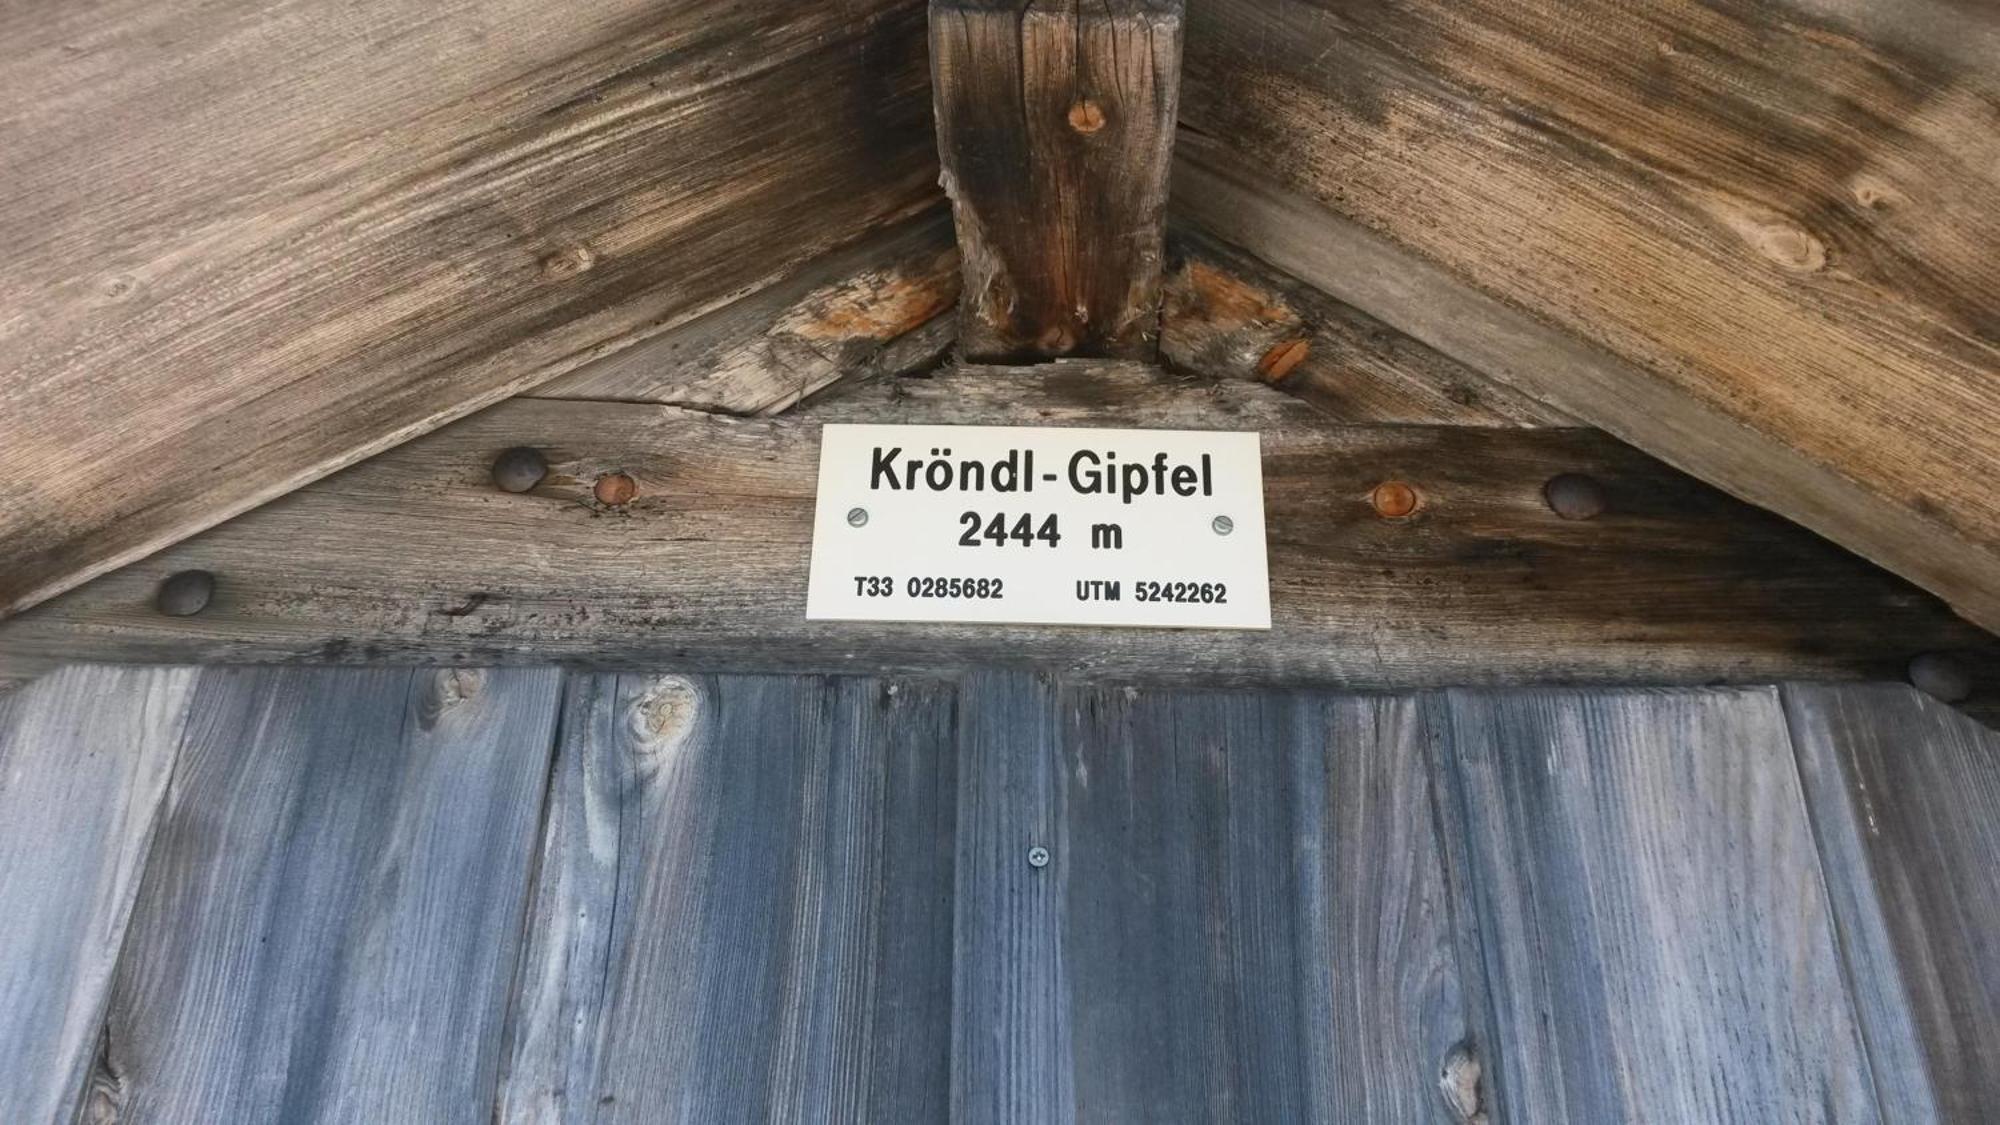 Kröndl-Gipfel
2444 m
T33 0285682 UTM 5242262